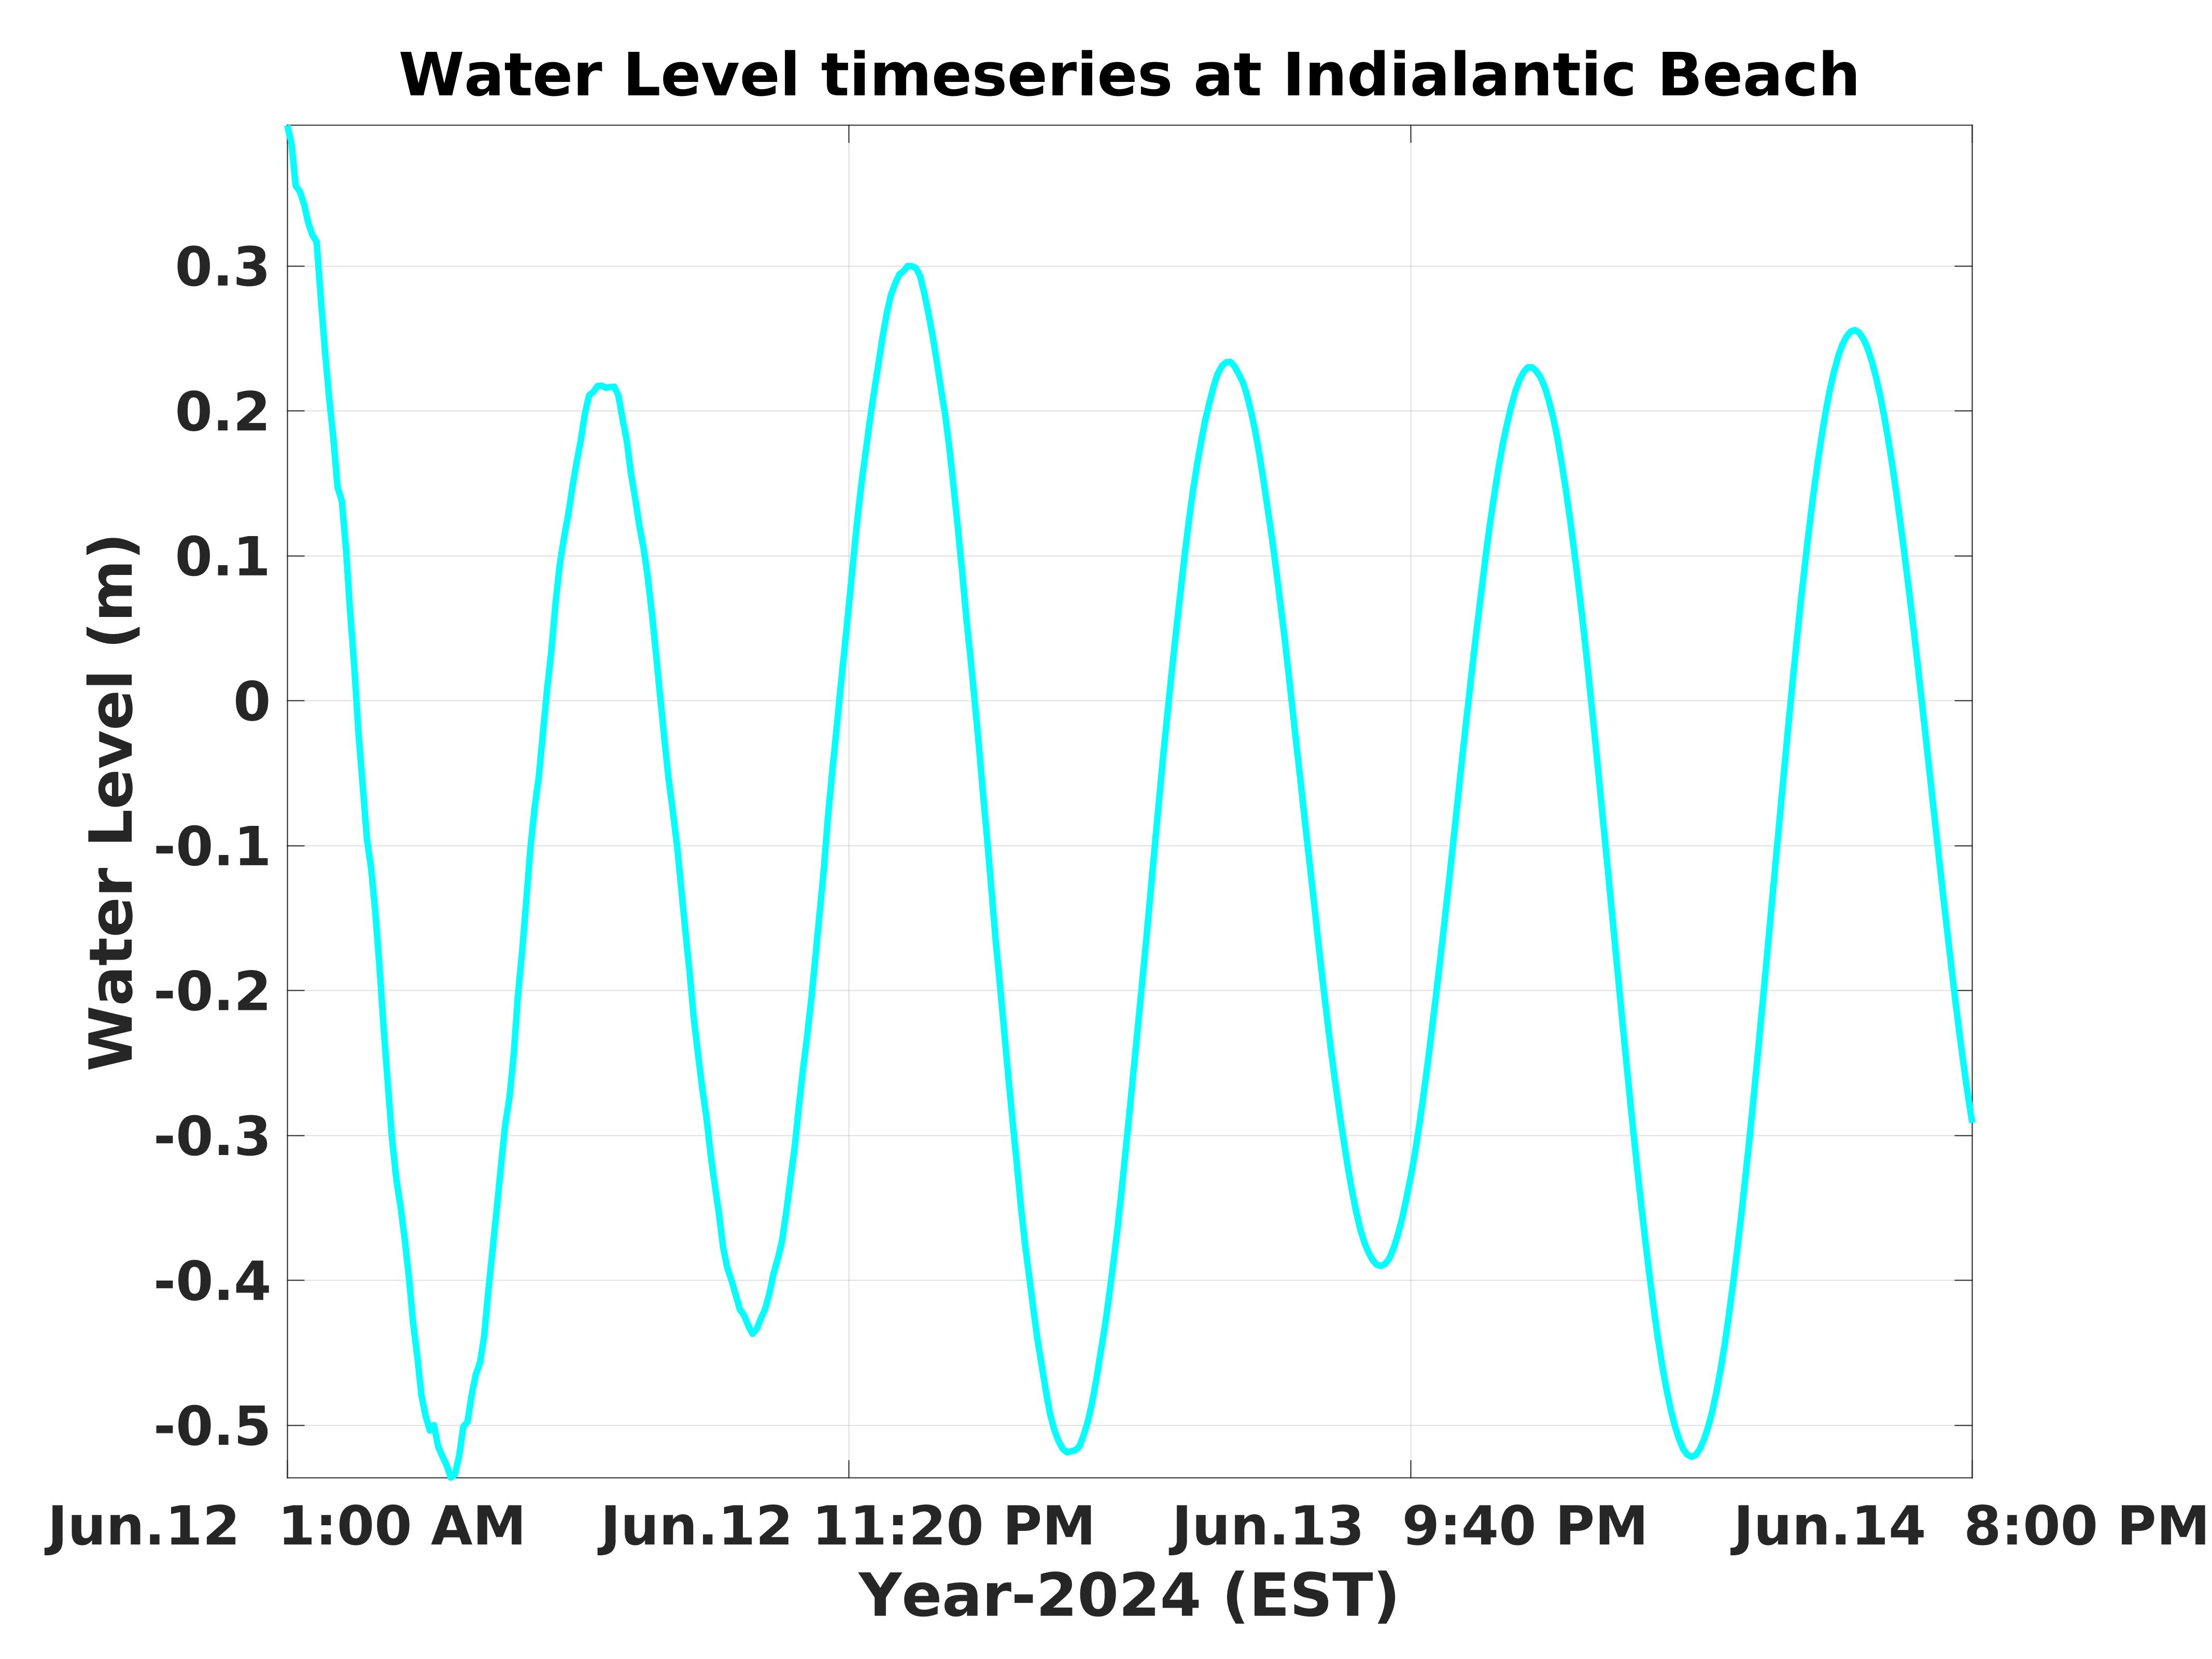 Water Level timeseries at Indialantic Beach
Water Level (m)
0.3
0.2
0.1
0
-0.1
-0.2
-0.3
-0.4
-0.5
Jun.12  1:00 AM
Jun.12 11:20 PM
Jun.13  9:40 PM
Jun.14  8:00 PM
Year-2024 (EST)